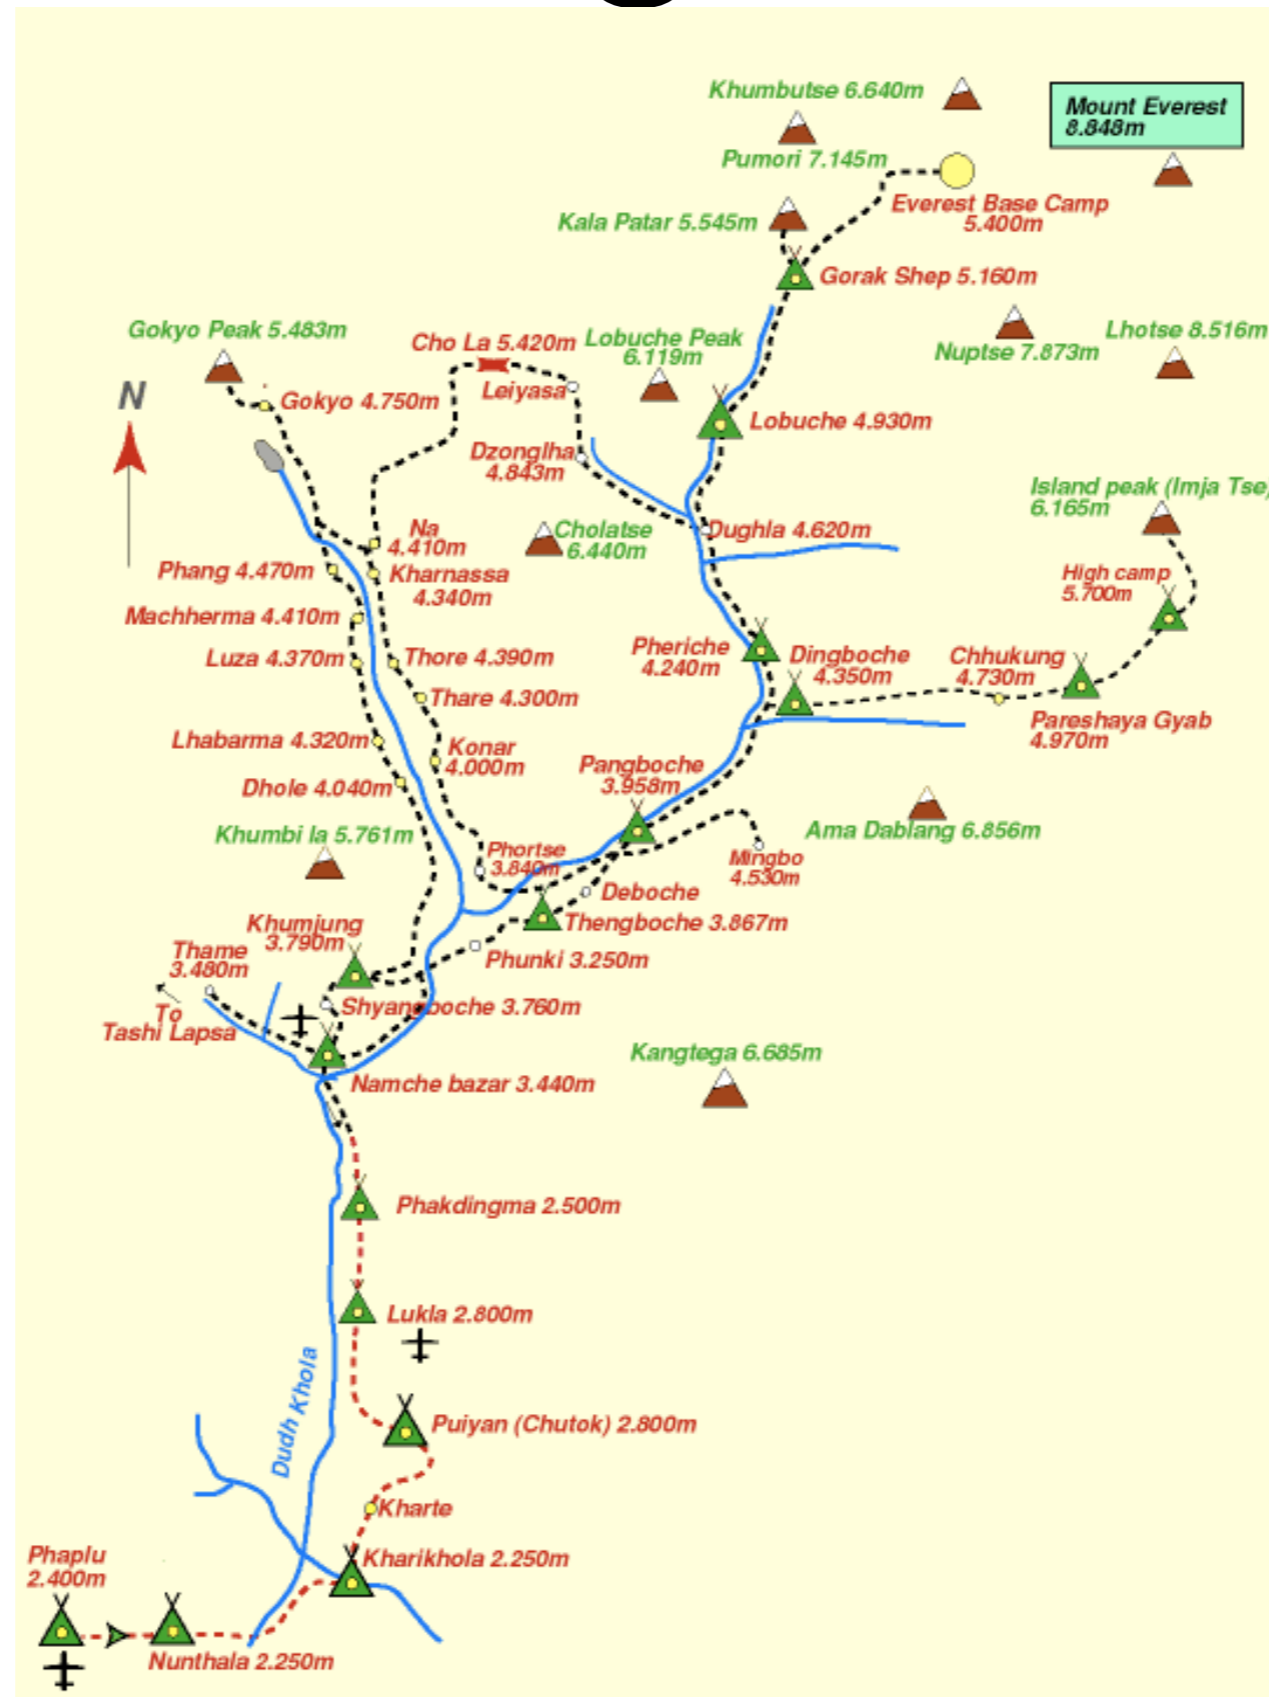 Khumbutse 6.640m
Mount Everest
8.848m
Pumori 7.145m
Everest Base Camp
5.400m
Kala Patar 5.545m
Gorak Shep 5.160m
Gokyo Peak 5.483m
Cho La 5.420m
Lobuche Peak
6.119m
Nuptse 7.873m
Lhotse 8.516m
N
Gokyo 4.750m
Leiyasa
Lobuche 4.930m
Dzonglha
4.843m
Island peak (Imja Tse)
6.165m
Na
4.410m
Cholatse
6.440m
Dughla 4.620m
Phang 4.470m
Kharnassa
4.340m
High camp
5.700m
Machherma 4.410m
Luza 4.370m
Thore 4.390m
Pheriche
4.240m
Dingboche
4.350m
Chhukung
4.730m
Thare 4.300m
Pareshaya Gyab
4.970m
Lhabarma 4.320m
Konar
4.000m
Pangboche
3.958m
Dhole 4.040m
Khumbi la 5.761m
Ama Dablang 6.856m
Phortse
3.840m
Mingbo
4.530m
Deboche
Khumjung
3.790m
Thengboche 3.867m
Thame
3.480m
Phunki 3.250m
To
Tashi Lapsa
Shyangboche 3.760m
Kangtega 6.685m
Namche bazar 3.440m
Phakdingma 2.500m
Lukla 2.800m
Dudh Khola
Puiyan (Chutok) 2.800m
Kharte
Kharikhola 2.250m
Phaplu
2.400m
Nunthala 2.250m